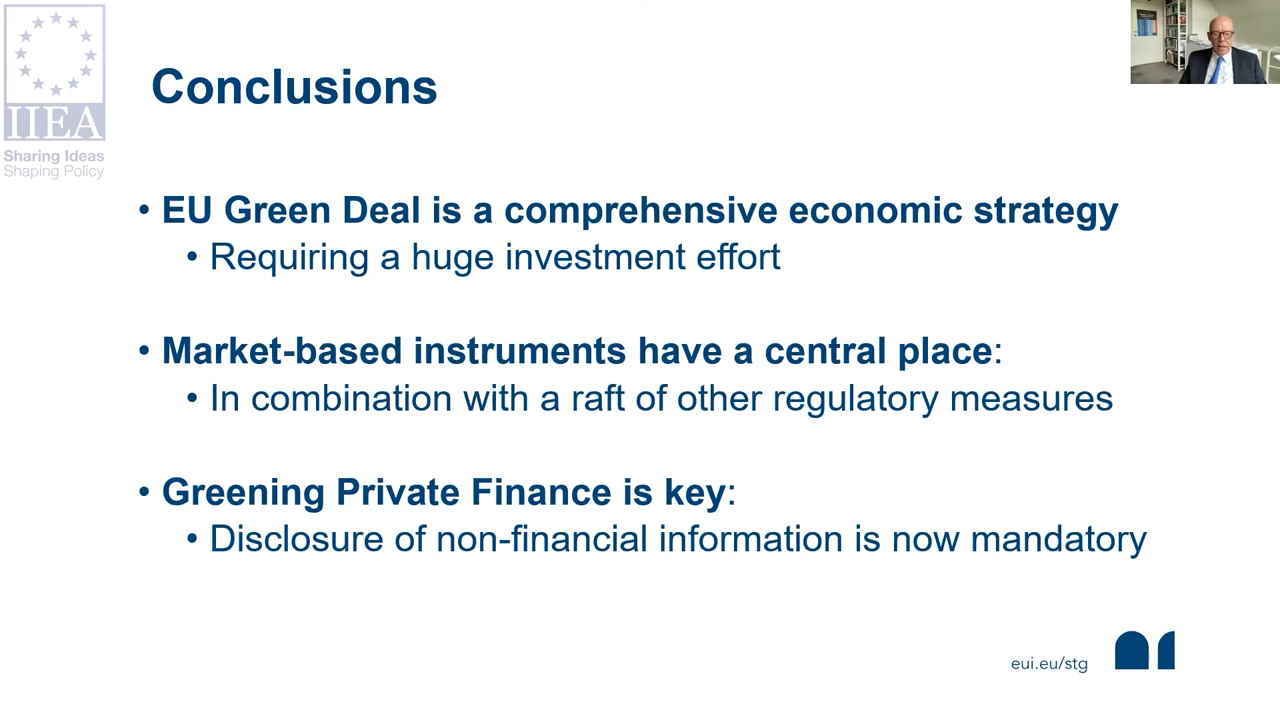 IIEA
Sharing Ideas
Shaping Policy
Conclusions
• EU Green Deal is a comprehensive economic strategy
• Requiring a huge investment effort
• Market-based instruments have a central place:
• In combination with a raft of other regulatory measures
• Greening Private Finance is key:
• Disclosure of non-financial information is now mandatory
eui.eu/stg